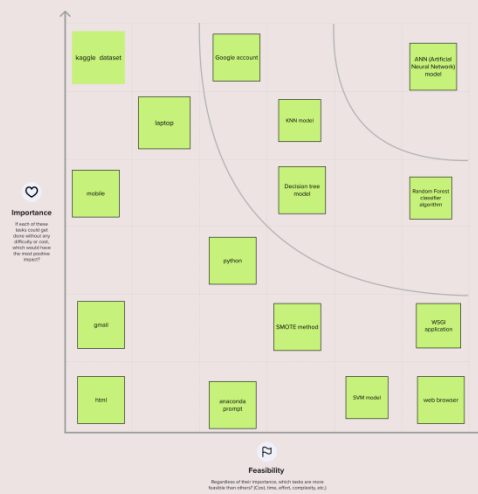 kaggle dataset
Google account
ANN (Artificial
Neural Network)
model
laptop
KNN model
mobile
Decision tree
model
Random Forest
classifier
algorithm
Importance
If each of these
tasks could get
done without any
difficulty or cost,
which would have
the most positive
impact?
python
gmail
SMOTE method
WSGI
application
html
anaconda
prompt
SVM model
web browser
Feasibility
Regardless of their importance, which tasks are more
feasible than others? (Cost, time, effort, complexity, etc.)